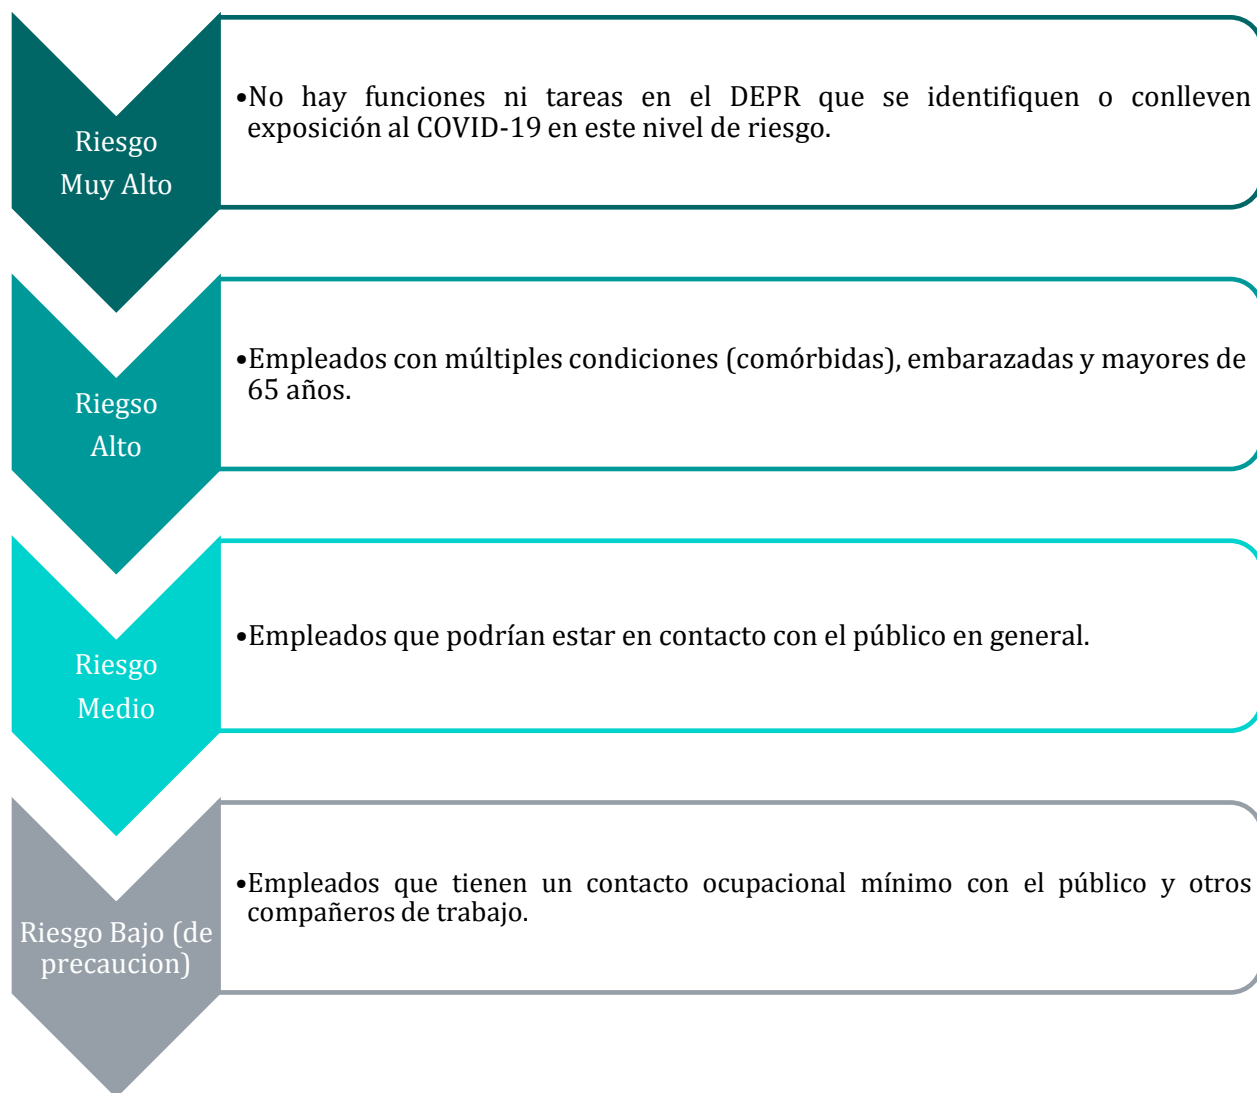 Riesgo
Muy Alto
•No hay funciones ni tareas en el DEPR que se identifiquen o conlleven
exposición al COVID-19 en este nivel de riesgo.
Riegso
Alto
•Empleados con múltiples condiciones (comórbidas), embarazadas y mayores de
65 años.
Riesgo
Medio
•Empleados que podrían estar en contacto con el público en general.
Riesgo Bajo (de
precaucion)
•Empleados que tienen un contacto ocupacional mínimo con el público y otros
compañeros de trabajo.